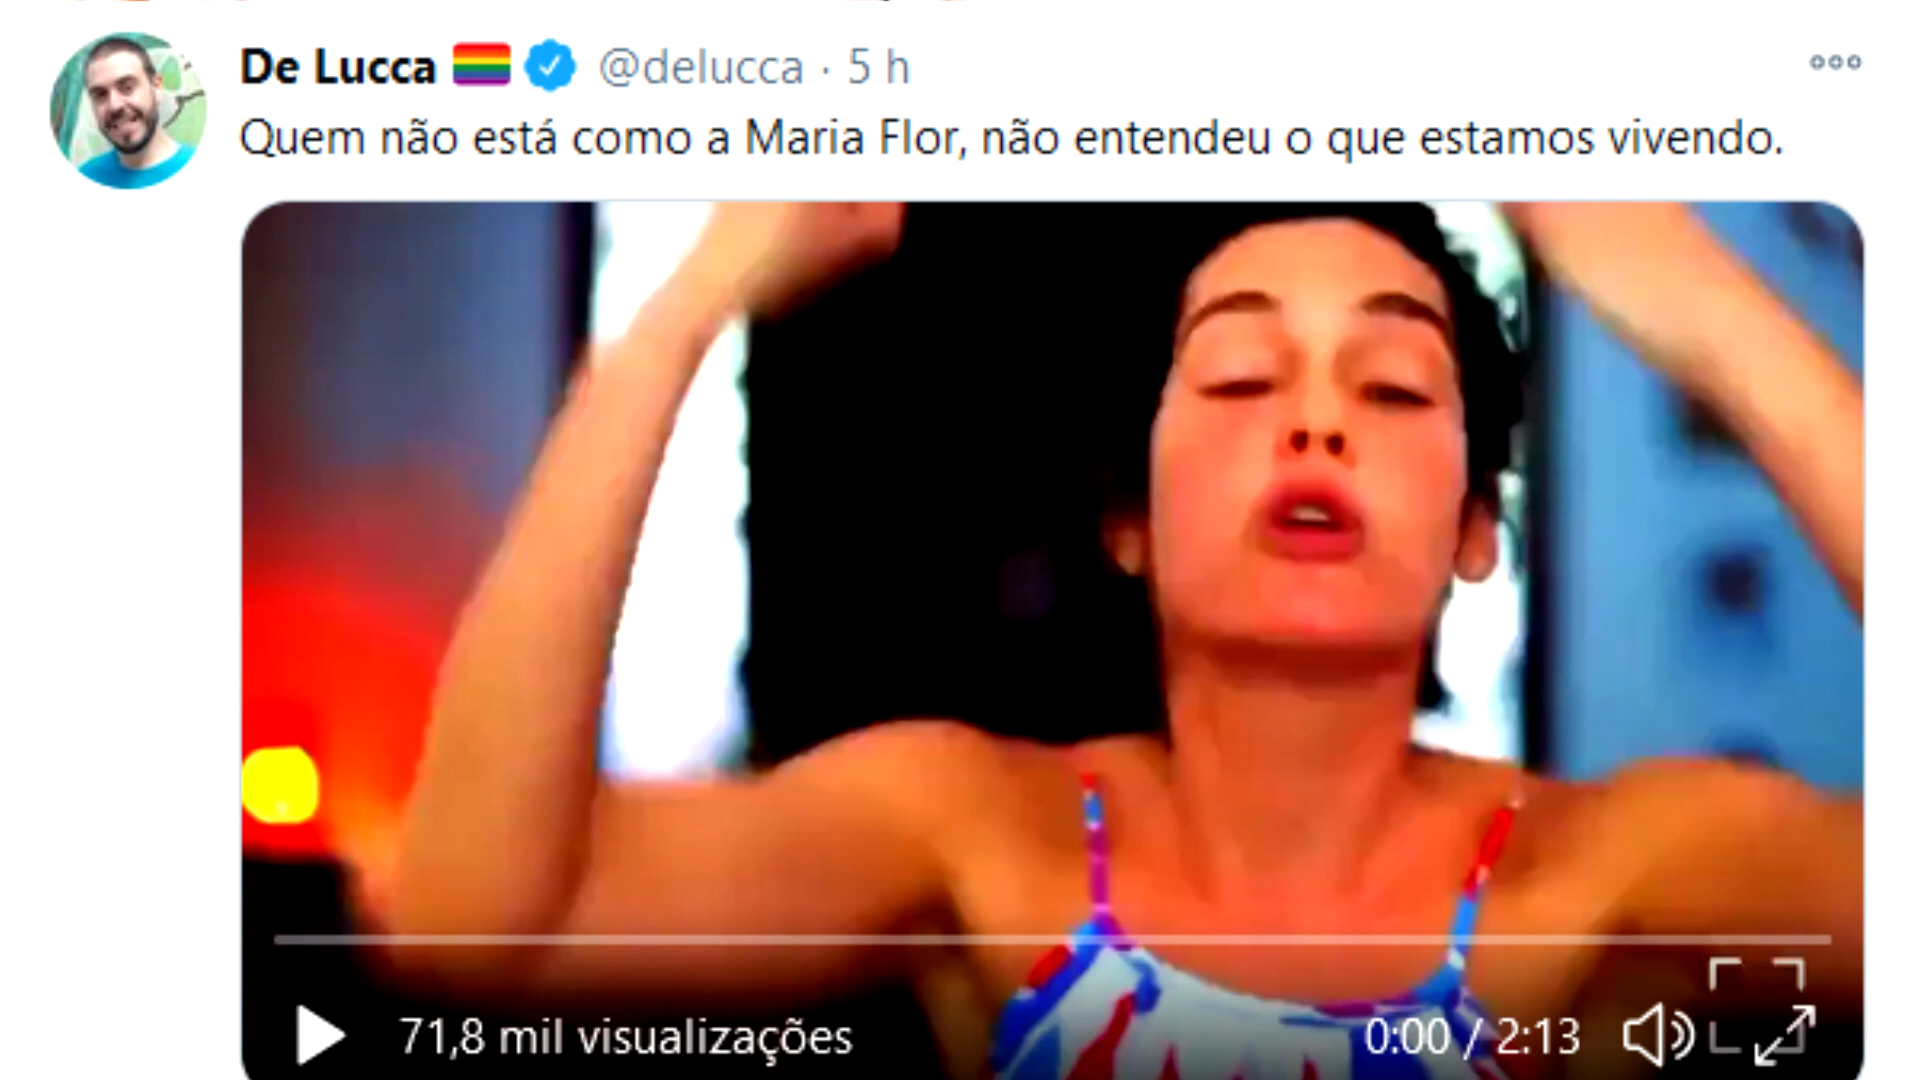 De Lucca @delucca · 5 h
Quem não está como a Maria Flor, não entendeu o que estamos vivendo.
71,8 mil visualizações 0:00 / 2:13